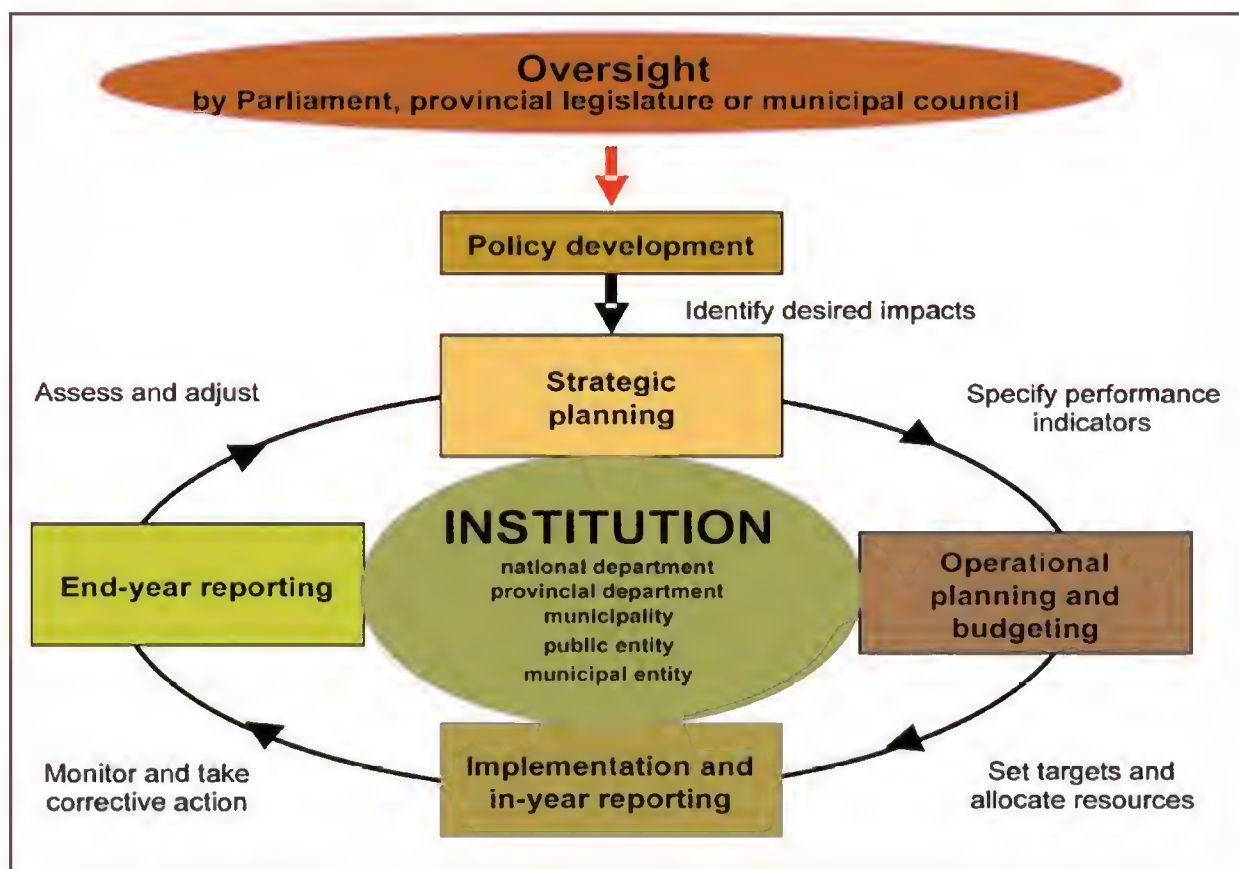 Oversight
by Parliament, provincial legislature or municipal council
Policy development
Identify desired impacts
Strategic
planning
Assess and adjust
Specify performance
indicators
INSTITUTION
national department
provincial department
municipality
public entity
municipal entity
End-year reporting
Operational
planning and
budgeting
Implementation and
in-year reporting
Monitor and take
corrective action
Set targets and
allocate resources